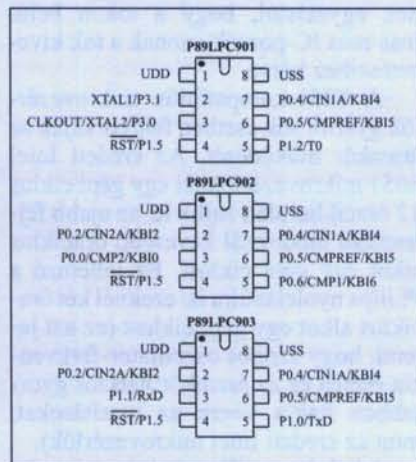 P89LPC901
UDD 1 8 USS
XTAL1/P3.1 2 7 P0.4/CIN1A/KBI4
CLKOUT/XTAL2/P3.0 3 6 P0.5/CMPREF/KBI5
RST/P1.5 4 5 P1.2/T0
P89LPC902
UDD 1 8 USS
P0.2/CIN2A/KBI2 2 7 P0.4/CIN1A/KBI4
P0.0/CMP2/KBI0 3 6 P0.5/CMPREF/KBI5
RST/P1.5 4 5 P0.6/CMP1/KBI6
P89LPC903
UDD 1 8 USS
P0.2/CIN2A/KBI2 2 7 P0.4/CIN1A/KBI4
P1.1/RxD 3 6 P0.5/CMPREF/KBI5
RST/P1.5 4 5 P1.0/TxD